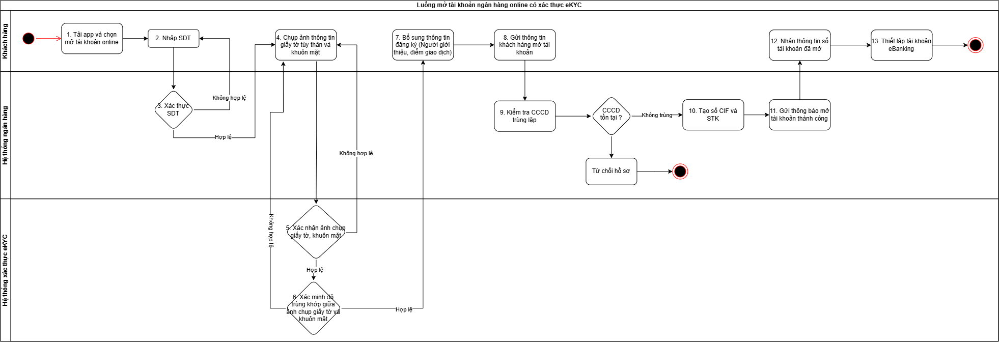 Luồng mở tài khoản ngân hàng online có xác thực eKYC
Khách hàng
1. Tải app và chọn
mở tài khoản online
2. Nhập SDT
4. Chụp ảnh thông tin
giấy tờ tùy thân và
khuôn mặt
7. Bổ sung thông tin
đăng ký (Người giới
thiệu, điểm giao dịch)
8. Gửi thông tin
khách hàng mở tài
khoản
12. Nhận thông tin số
tài khoản đã mở
13. Thiết lập tài khoản
eBanking
Hệ thống ngân hàng
3. Xác thực
SDT
Không hợp lệ
Hợp lệ
Không hợp lệ
9. Kiểm tra CCCD
trùng lặp
CCCD
tồn tại ?
Không trùng
10. Tạo số CIF và
STK
11. Gửi thông báo mở
tài khoản thành công
Từ chối hồ sơ
Hệ thống xác thực eKYC
Không hợp lệ
5. Xác nhận ảnh chụp
giấy tờ, khuôn mặt
Hợp lệ
6. Xác minh độ
trùng khớp giữa
ảnh chụp giấy tờ và
khuôn mặt
Hợp lệ